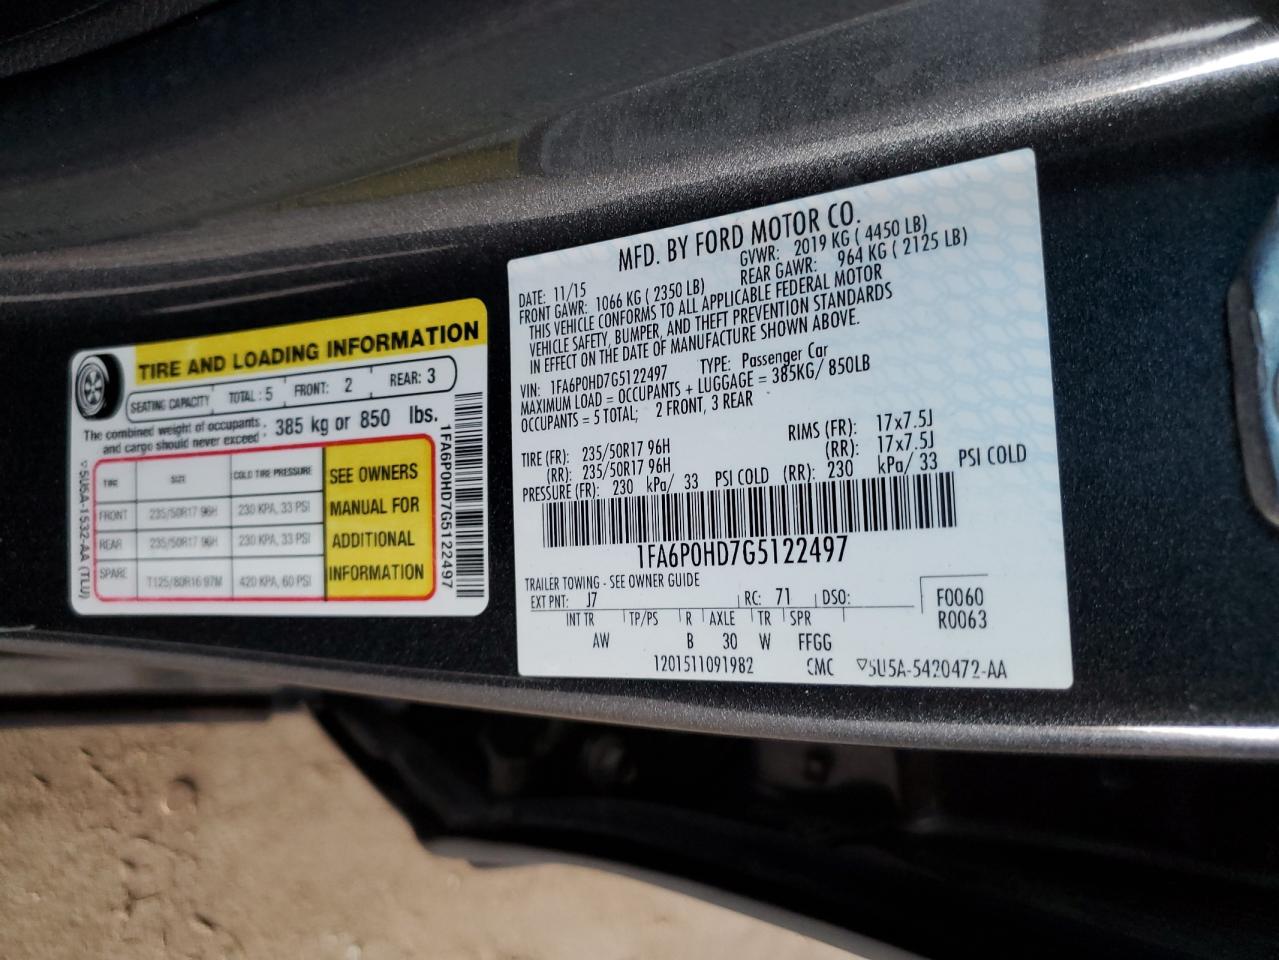 TIRE AND LOADING INFORMATION
SEATING CAPACITY TOTAL : 5 FRONT: 2 REAR: 3
The combined weight of occupants
and cargo should never exceed : 385 kg or 850 lbs.
TIRE SIZE COLD TIRE PRESSURE
FRONT 235/50R17 96H 230 KPA, 33 PSI
REAR 235/50R17 96H 230 KPA, 33 PSI
SPARE T125/80R16 97M 420 KPA, 60 PSI
SEE OWNERS
MANUAL FOR
ADDITIONAL
INFORMATION
5U5A-1532-AA (TLU)
1FA6P0HD7G5122497
MFD. BY FORD MOTOR CO.
DATE: 11/15 GVWR: 2019 KG ( 4450 LB)
FRONT GAWR: 1066 KG ( 2350 LB) REAR GAWR: 964 KG ( 2125 LB)
THIS VEHICLE CONFORMS TO ALL APPLICABLE FEDERAL MOTOR
VEHICLE SAFETY, BUMPER, AND THEFT PREVENTION STANDARDS
IN EFFECT ON THE DATE OF MANUFACTURE SHOWN ABOVE.
VIN: 1FA6P0HD7G5122497 TYPE: Passenger Car
MAXIMUM LOAD = OCCUPANTS + LUGGAGE = 385KG/ 850LB
OCCUPANTS = 5 TOTAL; 2 FRONT, 3 REAR
TIRE (FR): 235/50R17 96H RIMS (FR): 17x7.5J
(RR): 235/50R17 96H (RR): 17x7.5J
PRESSURE (FR): 230 kPa/ 33 PSI COLD (RR): 230 kPa/ 33 PSI COLD
1FA6P0HD7G5122497
TRAILER TOWING - SEE OWNER GUIDE
EXT PNT: J7 RC: 71 DSO: F0060
INT TR TP/PS R AXLE TR SPR R0063
AW B 30 W FFGG
1201511091982 CMC ▽5U5A-5420472-AA